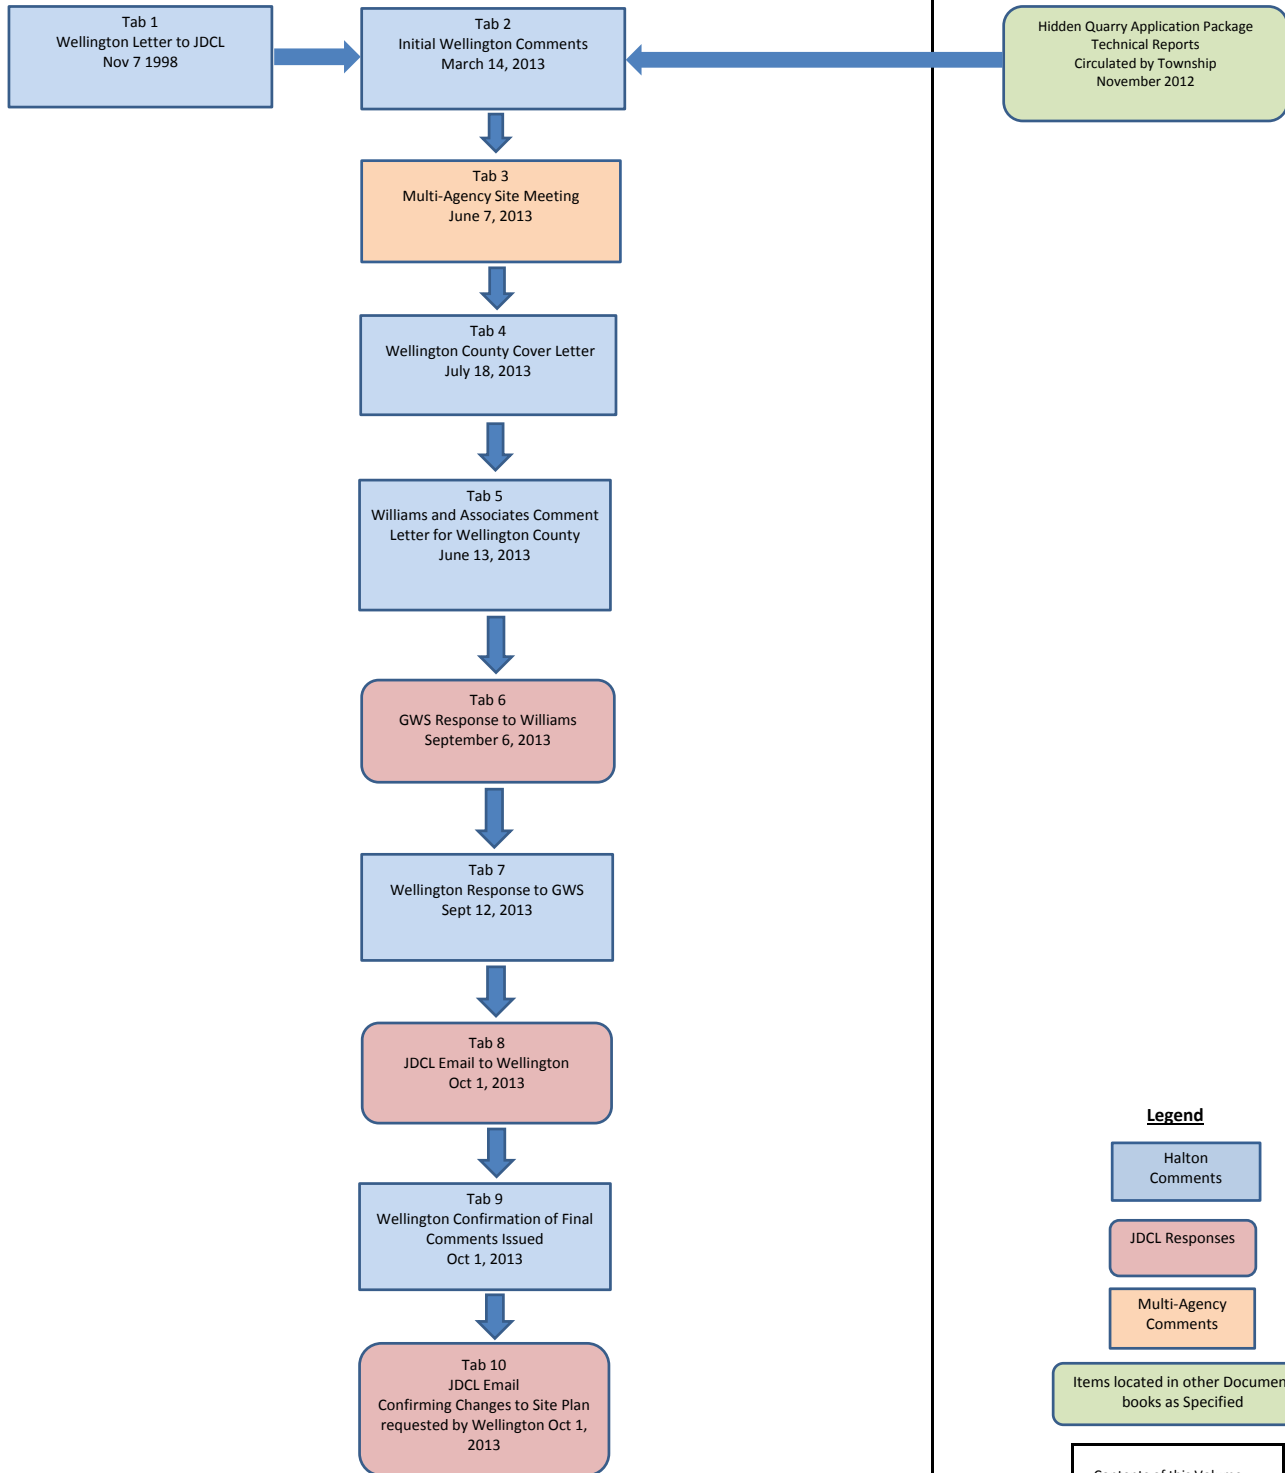 Tab 1
Wellington Letter to JDCL
Nov 7 1998
Tab 2
Initial Wellington Comments
March 14, 2013
Hidden Quarry Application Package
Technical Reports
Circulated by Township
November 2012
Tab 3
Multi-Agency Site Meeting
June 7, 2013
Tab 4
Wellington County Cover Letter
July 18, 2013
Tab 5
Williams and Associates Comment
Letter for Wellington County
June 13, 2013
Tab 6
GWS Response to Williams
September 6, 2013
Tab 7
Wellington Response to GWS
Sept 12, 2013
Tab 8
JDCL Email to Wellington
Oct 1, 2013
Tab 9
Wellington Confirmation of Final
Comments Issued
Oct 1, 2013
Tab 10
JDCL Email
Confirming Changes to Site Plan
requested by Wellington Oct 1,
2013
Legend
Halton
Comments
JDCL Responses
Multi-Agency
Comments
Items located in other Documen
books as Specified
Contents of this Volume